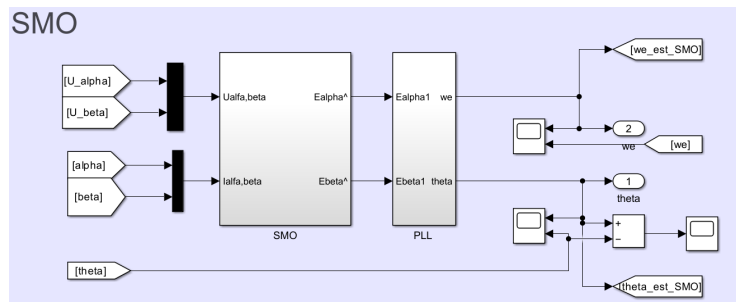 SMO
[we_est_SMO]
[U_alpha]
[U_beta]
Ualfa,beta
Ealpha^
Ealpha1
we
2
we
[we]
[alpha]
[beta]
Ialfa,beta
Ebeta^
Ebeta1
theta
1
theta
SMO
PLL
+
−
[theta]
[theta_est_SMO]